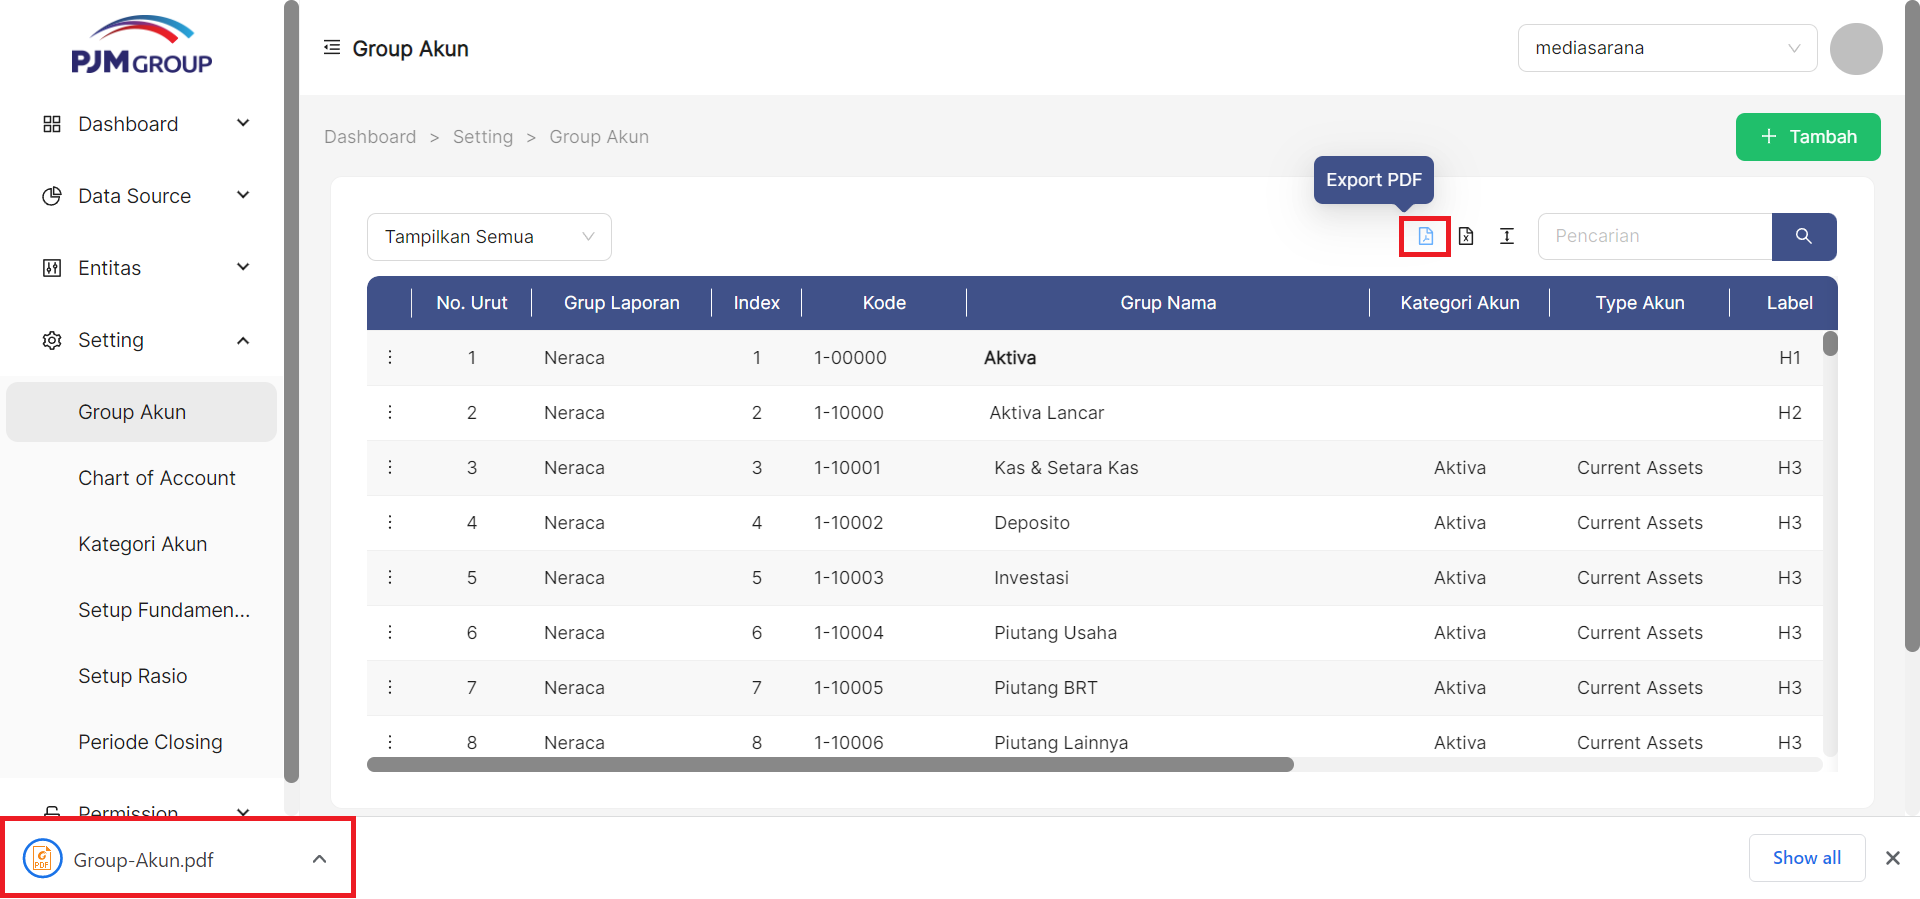 PJMGROUP
Group Akun
mediasarana
Dashboard
Data Source
Entitas
Setting
Group Akun
Chart of Account
Kategori Akun
Setup Fundamen...
Setup Rasio
Periode Closing
Permission
Dashboard > Setting > Group Akun
+ Tambah
Export PDF
Tampilkan Semua
Pencarian
No. Urut Grup Laporan Index Kode Grup Nama Kategori Akun Type Akun Label
1 Neraca 1 1-00000 Aktiva H1
2 Neraca 2 1-10000 Aktiva Lancar H2
3 Neraca 3 1-10001 Kas & Setara Kas Aktiva Current Assets H3
4 Neraca 4 1-10002 Deposito Aktiva Current Assets H3
5 Neraca 5 1-10003 Investasi Aktiva Current Assets H3
6 Neraca 6 1-10004 Piutang Usaha Aktiva Current Assets H3
7 Neraca 7 1-10005 Piutang BRT Aktiva Current Assets H3
8 Neraca 8 1-10006 Piutang Lainnya Aktiva Current Assets H3
PDF
Group-Akun.pdf
Show all